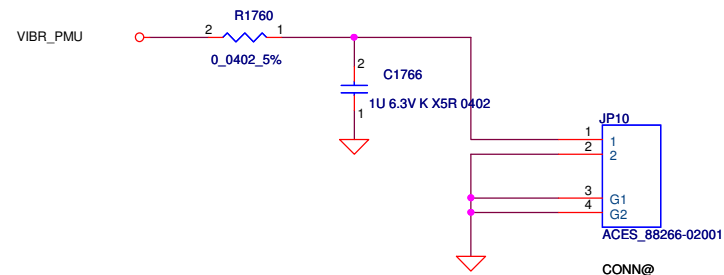 R1760
VIBR_PMU
2 1
0_0402_5%
2
C1766
1U 6.3V K X5R 0402
1
JP10
1 1
2 2
3 G1
4 G2
ACES_88266-02001
CONN@